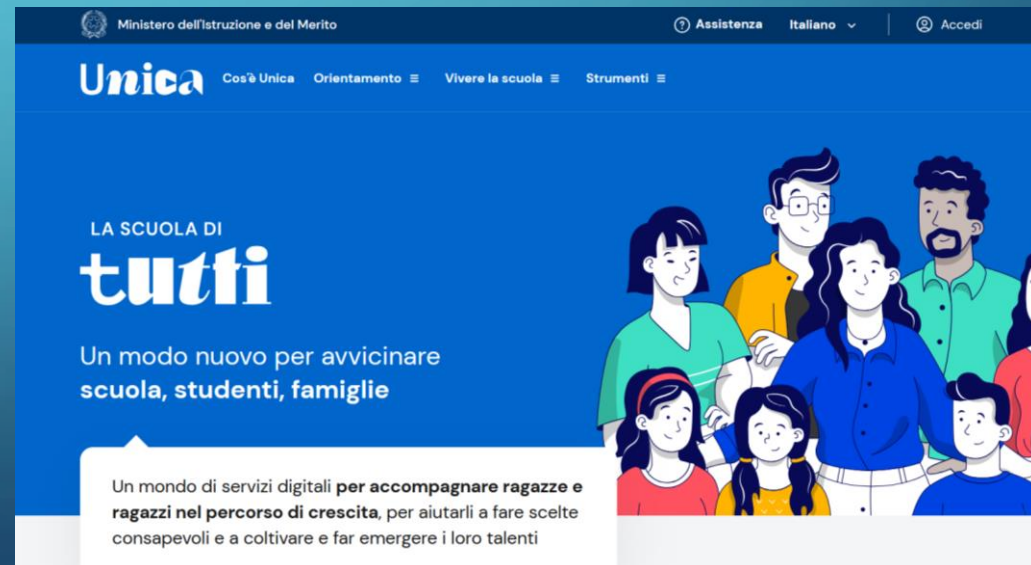 Ministero dell'Istruzione e del Merito
Assistenza
Italiano
Accedi
Unica
Cos'è Unica
Orientamento
Vivere la scuola
Strumenti
LA SCUOLA DI
tutti
Un modo nuovo per avvicinare
scuola, studenti, famiglie
Un mondo di servizi digitali per accompagnare ragazze e
ragazzi nel percorso di crescita, per aiutarli a fare scelte
consapevoli e a coltivare e far emergere i loro talenti